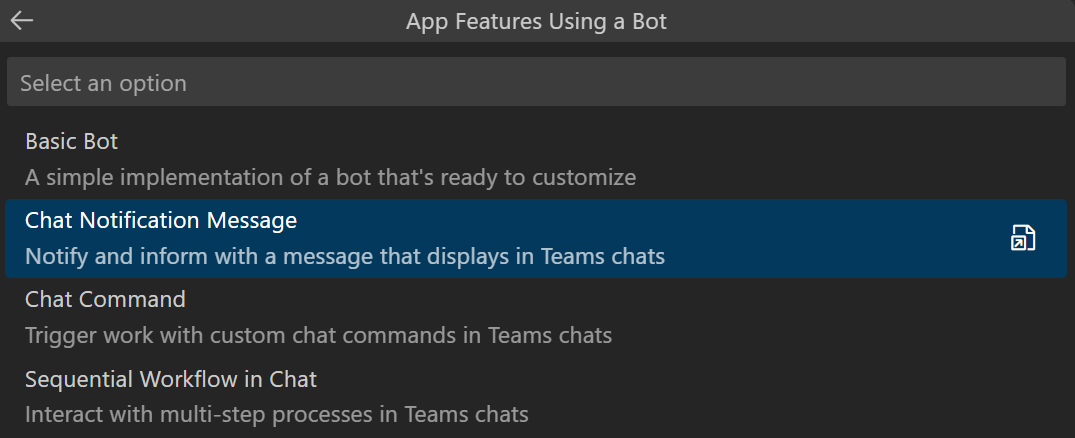 App Features Using a Bot
Select an option
Basic Bot
A simple implementation of a bot that's ready to customize
Chat Notification Message
Notify and inform with a message that displays in Teams chats
Chat Command
Trigger work with custom chat commands in Teams chats
Sequential Workflow in Chat
Interact with multi-step processes in Teams chats